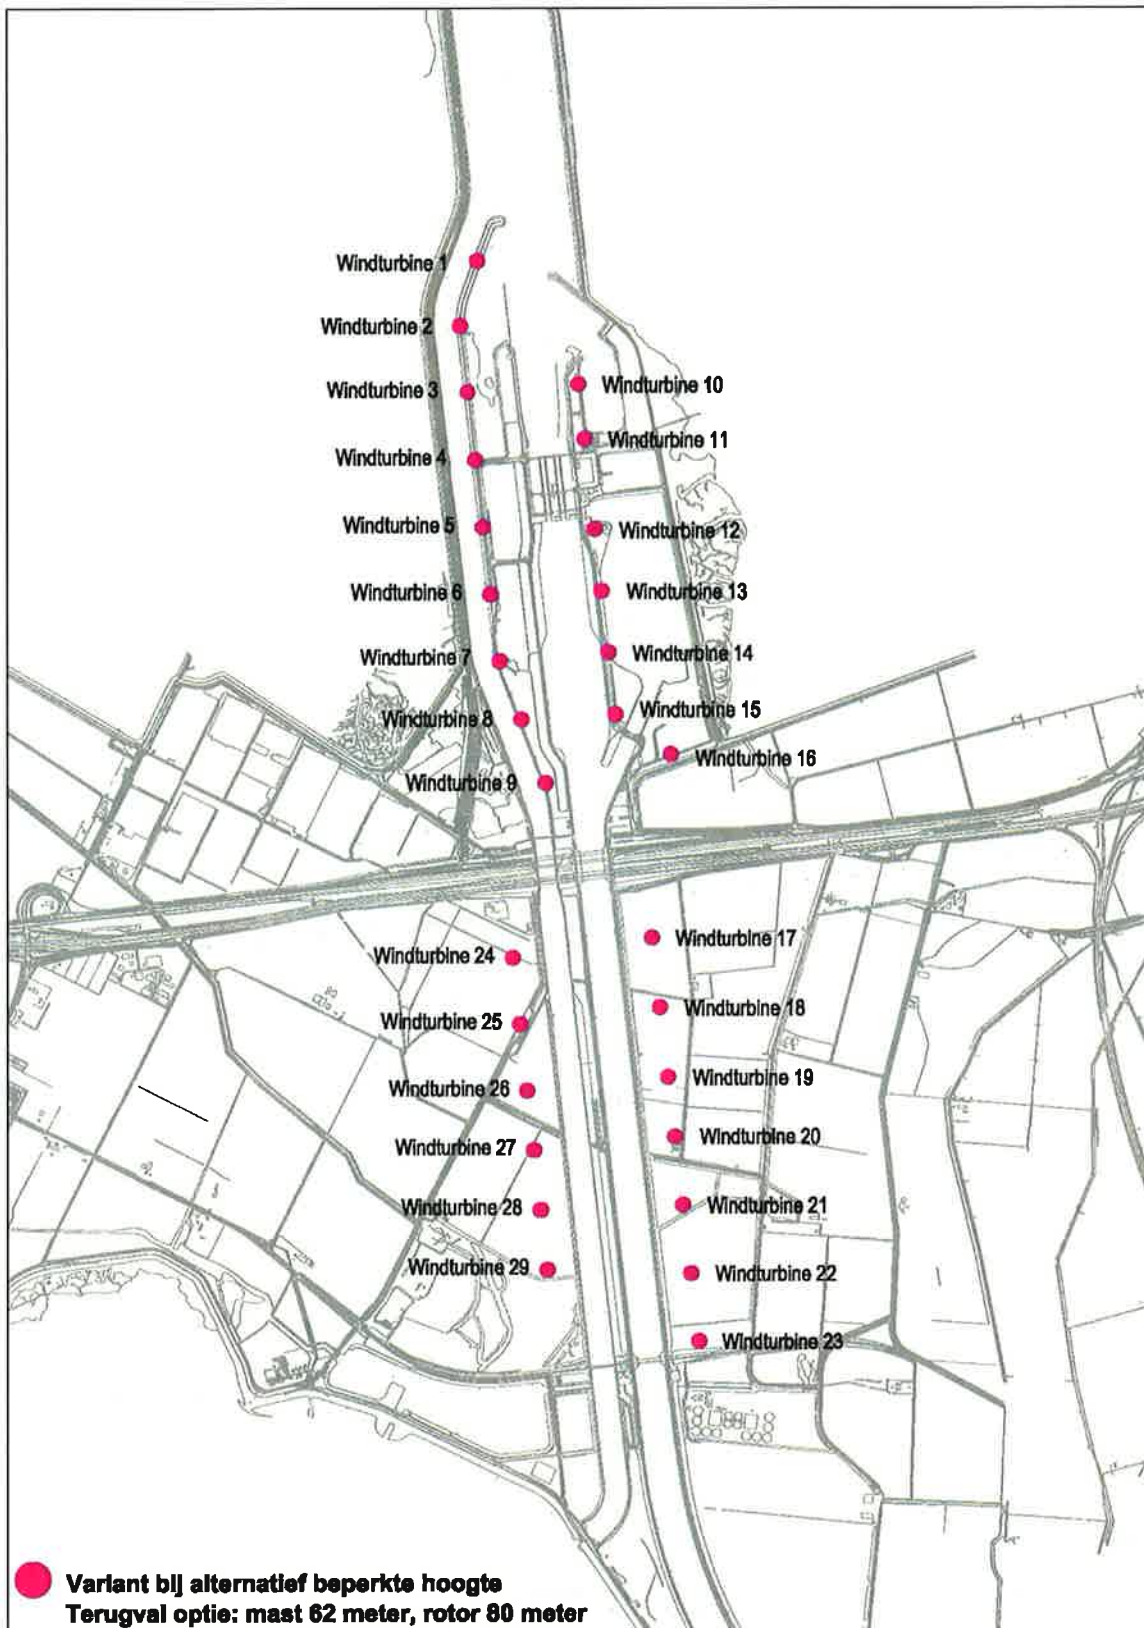 Windturbine 1
Windturbine 2
Windturbine 3
Windturbine 10
Windturbine 11
Windturbine 4
Windturbine 5
Windturbine 12
Windturbine 6
Windturbine 13
Windturbine 7
Windturbine 14
Windturbine 8
Windturbine 15
Windturbine 16
Windturbine 9
Windturbine 17
Windturbine 24
Windturbine 18
Windturbine 25
Windturbine 19
Windturbine 26
Windturbine 20
Windturbine 27
Windturbine 21
Windturbine 28
Windturbine 29
Windturbine 22
Windturbine 23
Variant bij alternatief beperkte hoogte
Terugval optie: mast 62 meter, rotor 80 meter